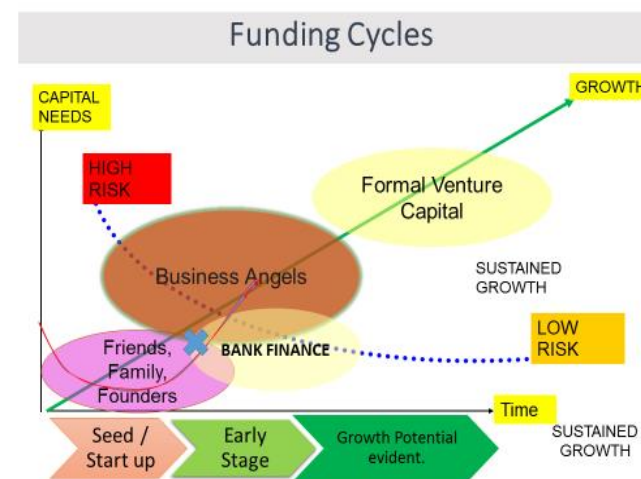 Funding Cycles
CAPITAL
NEEDS
GROWTH
HIGH
RISK
Formal Venture
Capital
Business Angels
SUSTAINED
GROWTH
LOW
RISK
Friends,
Family,
Founders
BANK FINANCE
Time
Seed /
Start up
Early
Stage
Growth Potential
evident.
SUSTAINED
GROWTH